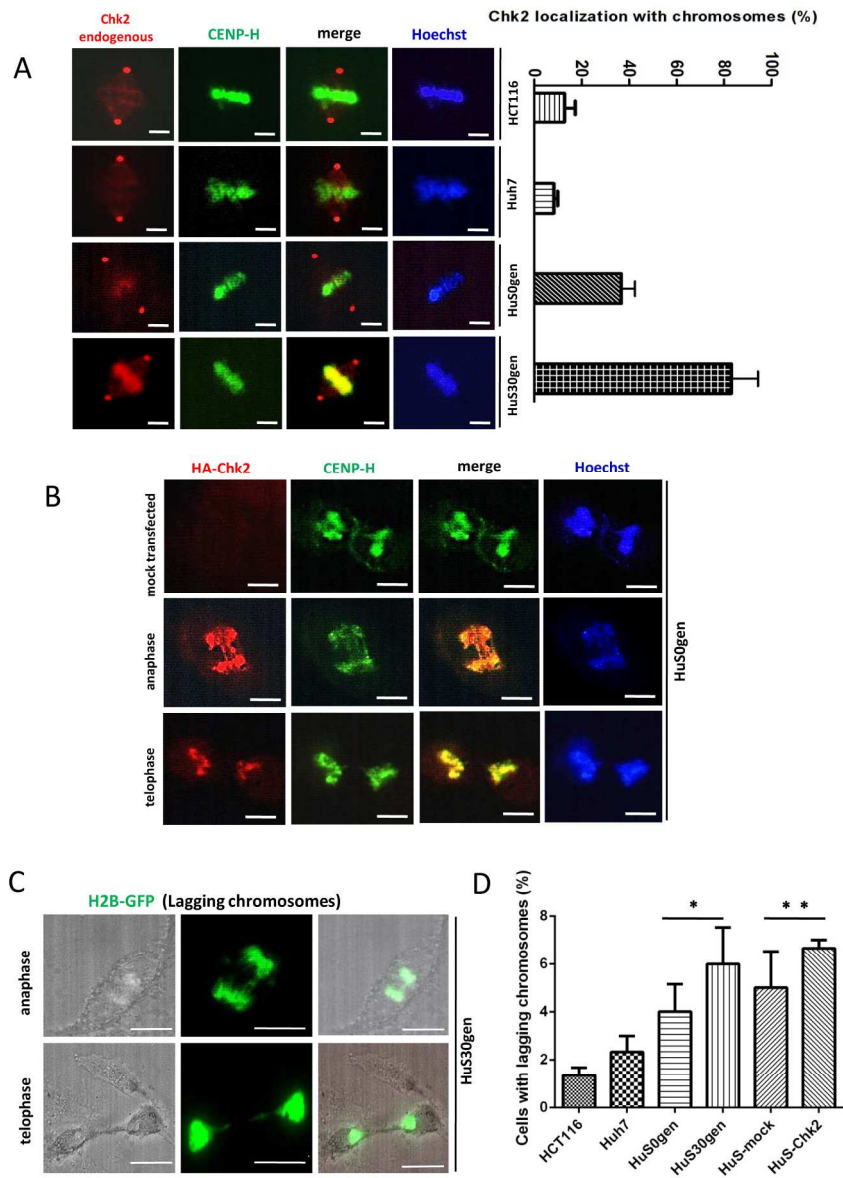 Chk2 localization with chromosomes (%)
Chk2
endogenous
CENP-H
merge
Hoechst
A
0
20
40
60
80
100
HCT116
Huh7
HuS0gen
HuS30gen
HA-Chk2
CENP-H
merge
Hoechst
B
mock transfected
anaphase
telophase
HuS0gen
C
H2B-GFP (Lagging chromosomes)
anaphase
telophase
HuS30gen
D
Cells with lagging chromosomes (%)
8
6
4
2
0
*
* *
HCT116
Huh7
HuS0gen
HuS30gen
HuS-mock
HuS-Chk2